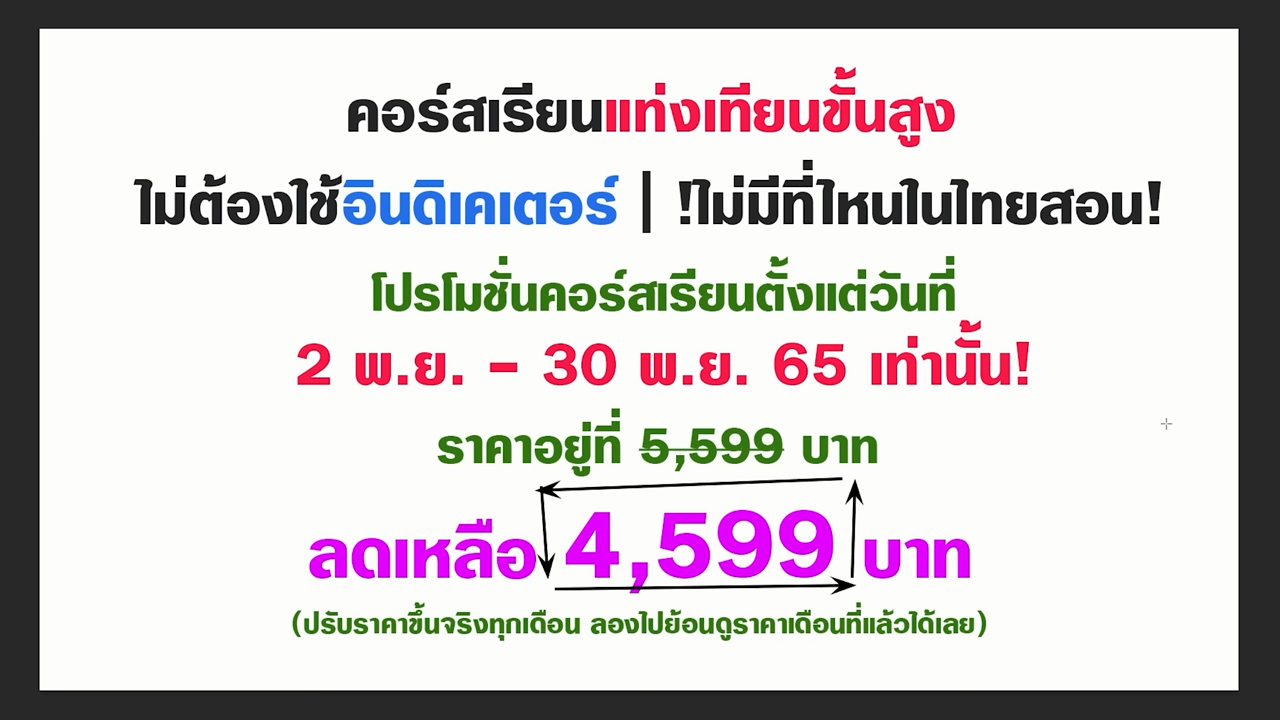 คอร์สเรียนแท่งเทียนขั้นสูง
ไม่ต้องใช้อินดิเคเตอร์ | !ไม่มีที่ไหนในไทยสอน!
โปรโมชั่นคอร์สเรียนตั้งแต่วันที่
2 พ.ย. – 30 พ.ย. 65 เท่านั้น!
ราคาอยู่ที่ 5,599 บาท
ลดเหลือ 4,599 บาท
(ปรับราคาขึ้นจริงทุกเดือน ลองไปย้อนดูราคาเดือนที่แล้วได้เลย)